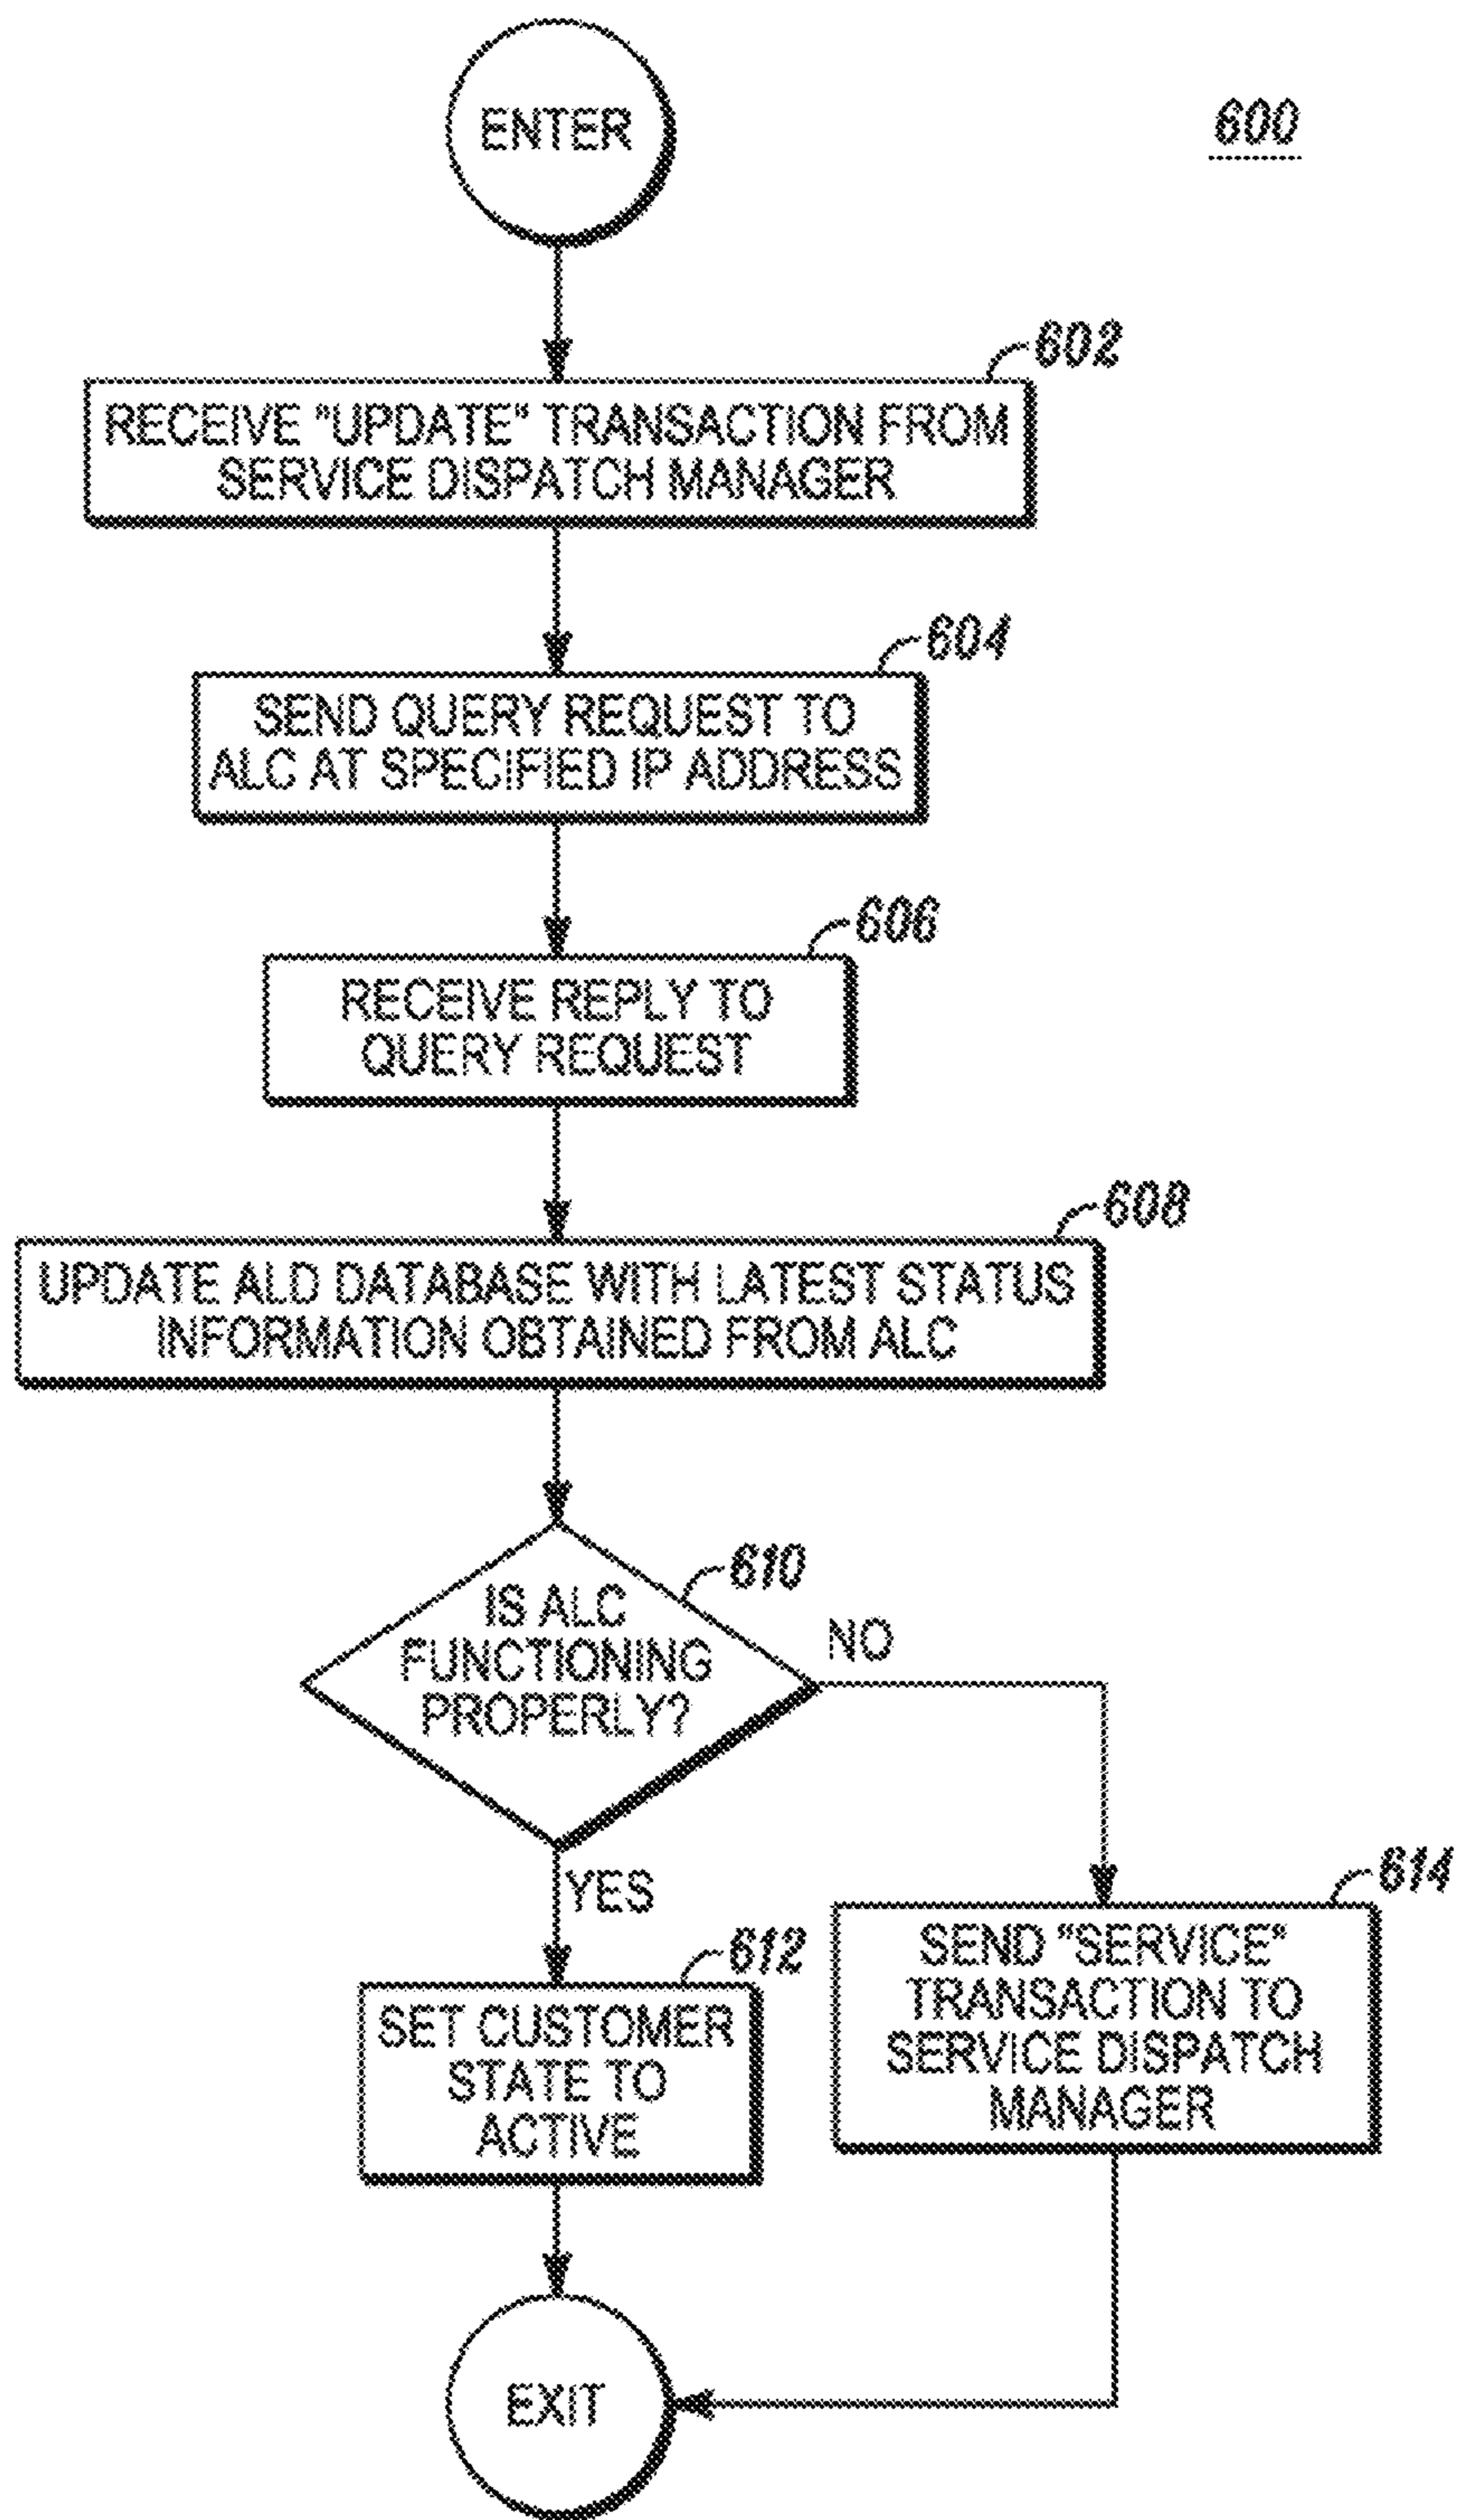 ENTER
600
602
RECEIVE "UPDATE" TRANSACTION FROM
SERVICE DISPATCH MANAGER
604
SEND QUERY REQUEST TO
ALC AT SPECIFIED IP ADDRESS
606
RECEIVE REPLY TO
QUERY REQUEST
608
UPDATE ALD DATABASE WITH LATEST STATUS
INFORMATION OBTAINED FROM ALC
610
IS ALC
FUNCTIONING
PROPERLY?
NO
YES
612
SET CUSTOMER
STATE TO
ACTIVE
614
SEND "SERVICE"
TRANSACTION TO
SERVICE DISPATCH
MANAGER
EXIT